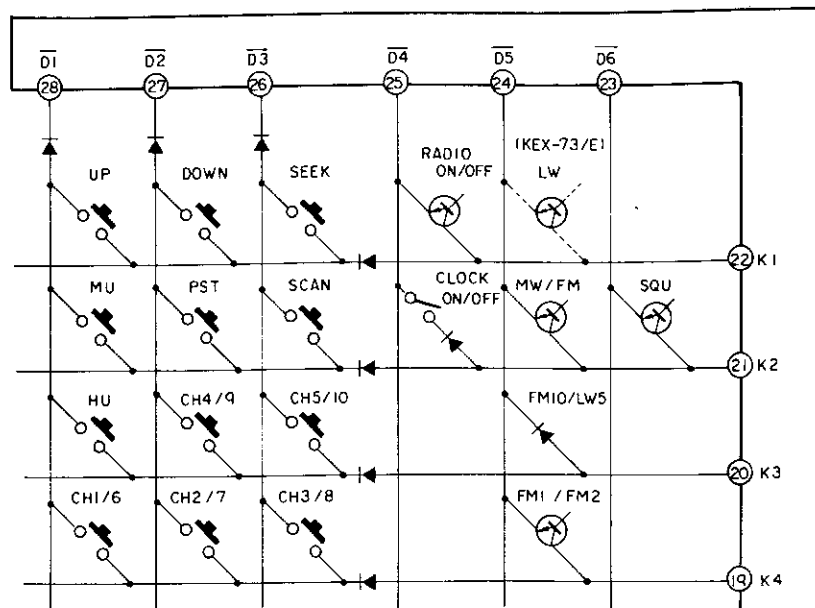 D1 D2 D3 D4 D5 D6
28 27 26 25 24 23
UP DOWN SEEK RADIO ON/OFF (KEX-73/E) LW
22 K1
MU PST SCAN CLOCK ON/OFF MW/FM SQU
21 K2
HU CH4/9 CH5/10 FM10/LW5
20 K3
CH1/6 CH2/7 CH3/8 FM1/FM2
19 K4